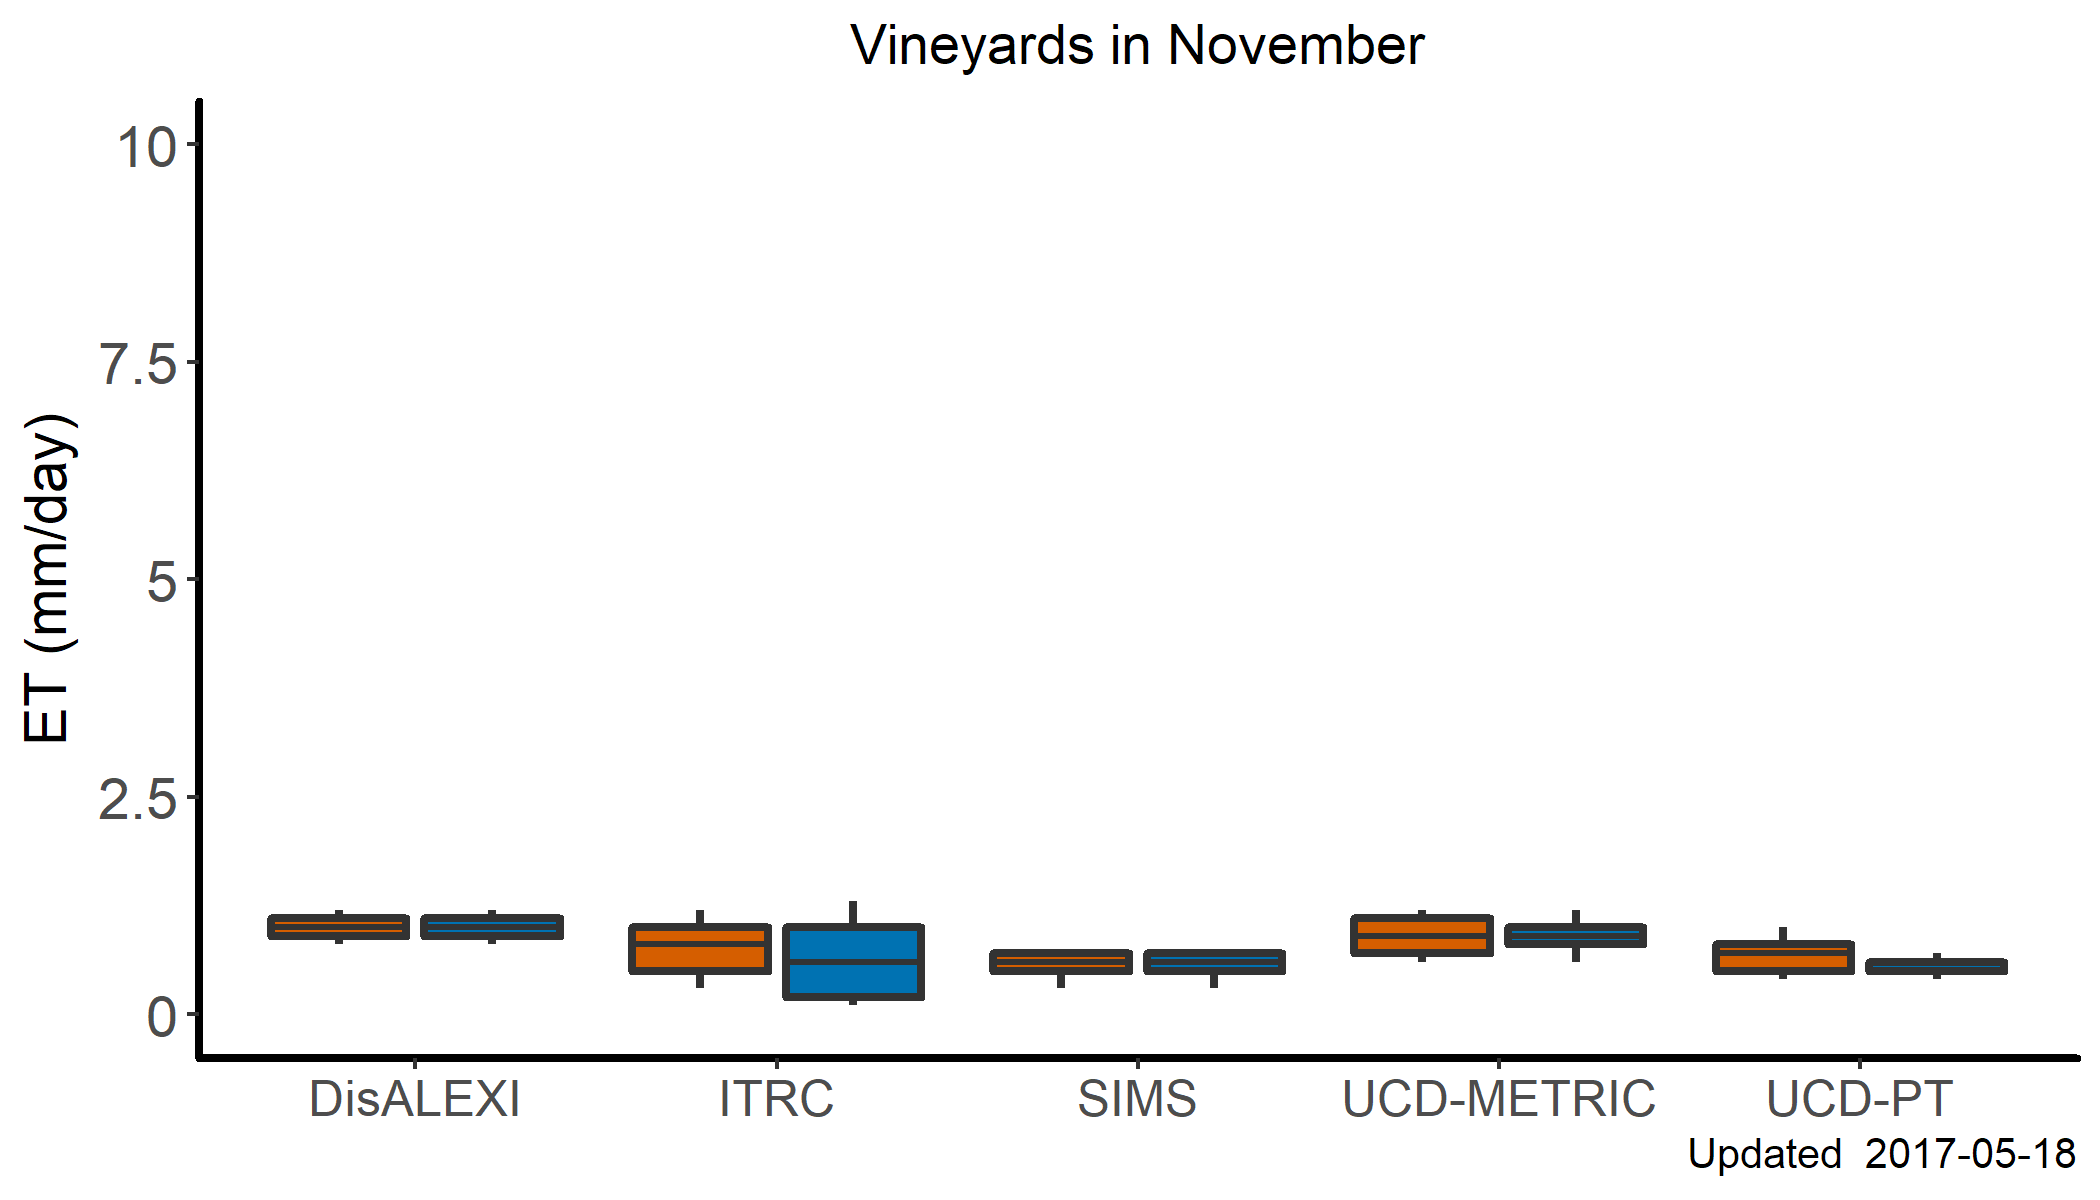 Vineyards in November
ET (mm/day)
10
7.5
5
2.5
0
DisALEXI ITRC SIMS UCD-METRIC UCD-PT
Updated  2017-05-18